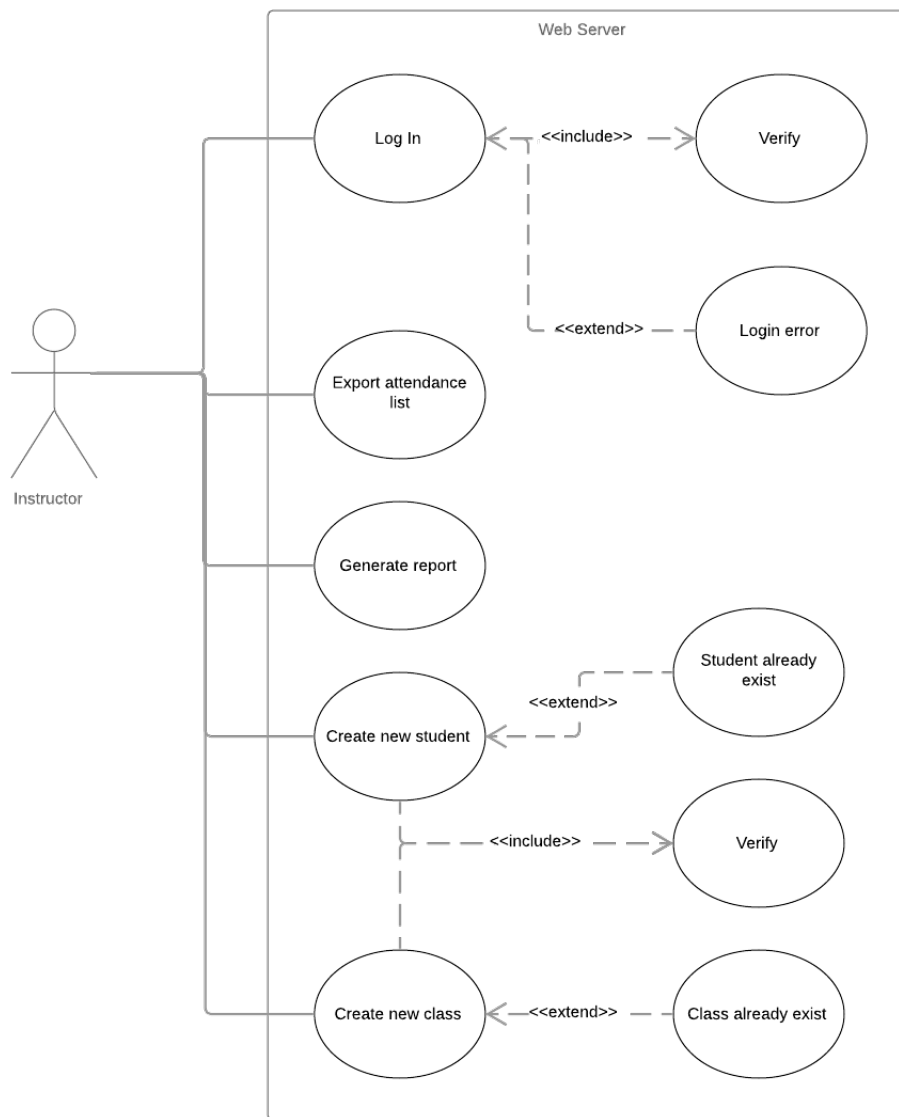 Web Server
Log In
<<include>>
Verify
<<extend>>
Login error
Export attendance
list
Instructor
Generate report
Student already
exist
<<extend>>
Create new student
<<include>>
Verify
Create new class
<<extend>>
Class already exist